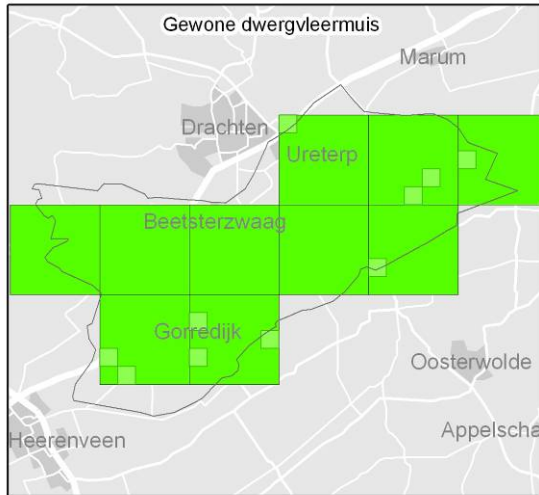 Gewone dwergvleermuis
Marum
Drachten
Ureterp
Beetsterzwaag
Gorredijk
Oosterwolde
Heerenveen
Appelscha